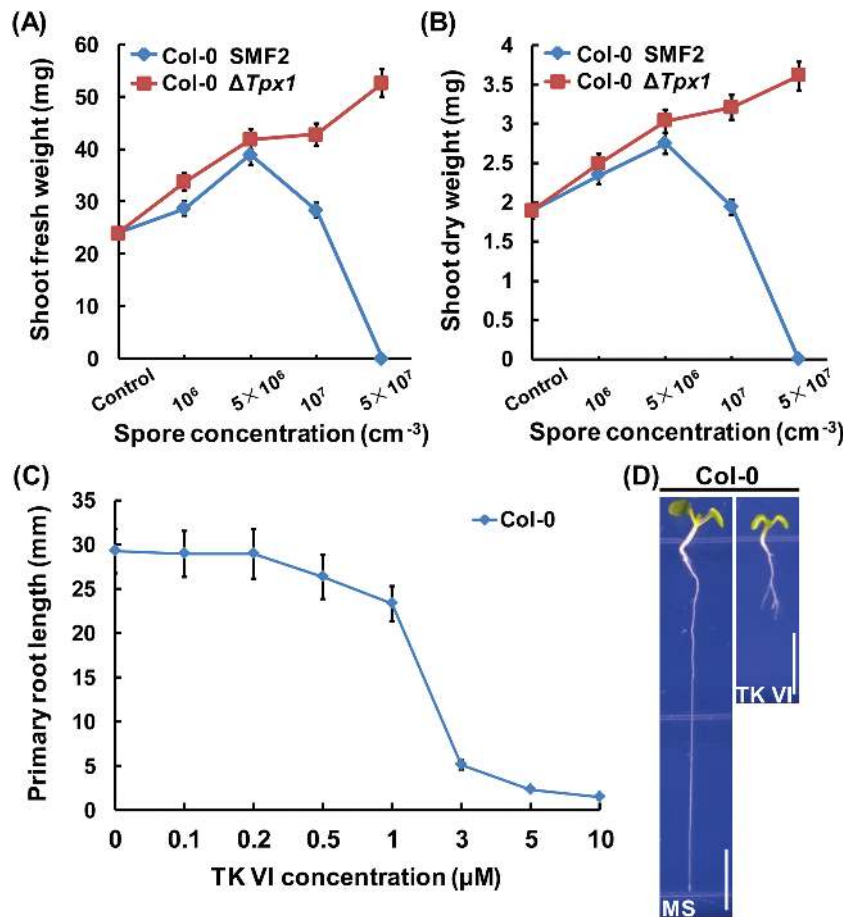 (A)
Col-0 SMF2
Col-0 ΔTpx1
Shoot fresh weight (mg)
60
50
40
30
20
10
0
Control
10⁶
5×10⁶
10⁷
5×10⁷
Spore concentration (cm⁻³)
(B)
Col-0 SMF2
Col-0 ΔTpx1
Shoot dry weight (mg)
4
3.5
3
2.5
2
1.5
1
0.5
0
Control
10⁶
5×10⁶
10⁷
5×10⁷
Spore concentration (cm⁻³)
(C)
Col-0
Primary root length (mm)
35
30
25
20
15
10
5
0
0 0.1 0.2 0.5 1 3 5 10
TK VI concentration (µM)
(D)
Col-0
TK VI
MS